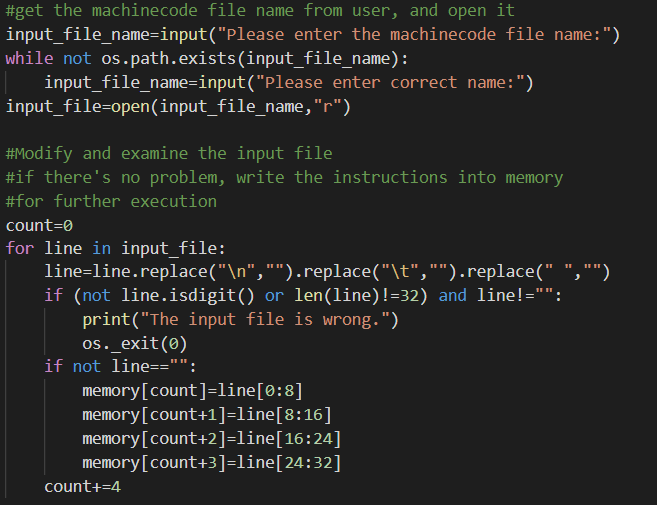 #get the machinecode file name from user, and open it
input_file_name=input("Please enter the machinecode file name:")
while not os.path.exists(input_file_name):
    input_file_name=input("Please enter correct name:")
input_file=open(input_file_name,"r")

#Modify and examine the input file
#if there's no problem, write the instructions into memory
#for further execution
count=0
for line in input_file:
    line=line.replace("\n","").replace("\t","").replace(" ","")
    if (not line.isdigit() or len(line)!=32) and line!="":
        print("The input file is wrong.")
        os._exit(0)
    if not line=="":
        memory[count]=line[0:8]
        memory[count+1]=line[8:16]
        memory[count+2]=line[16:24]
        memory[count+3]=line[24:32]
    count+=4